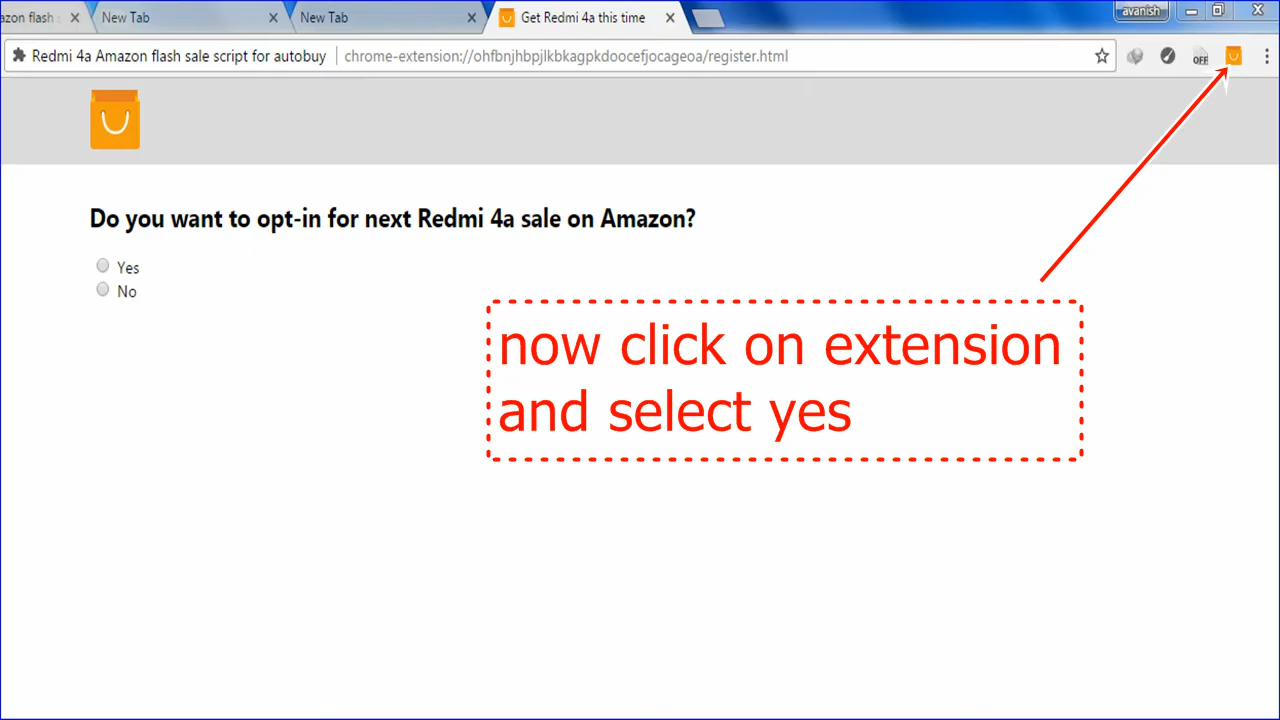 azon flash s
New Tab
New Tab
Get Redmi 4a this time
avanish
Redmi 4a Amazon flash sale script for autobuy
chrome-extension://ohfbnjhbpjlkbkagpkdoocefjocageoa/register.html
OFF
Do you want to opt-in for next Redmi 4a sale on Amazon?
Yes
No
now click on extension
and select yes